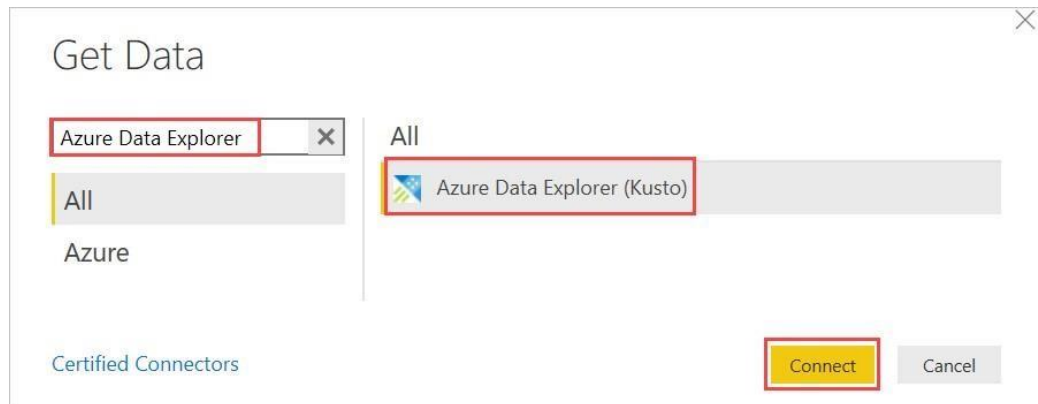 Get Data
Azure Data Explorer
All
Azure
All
Azure Data Explorer (Kusto)
Certified Connectors
Connect
Cancel